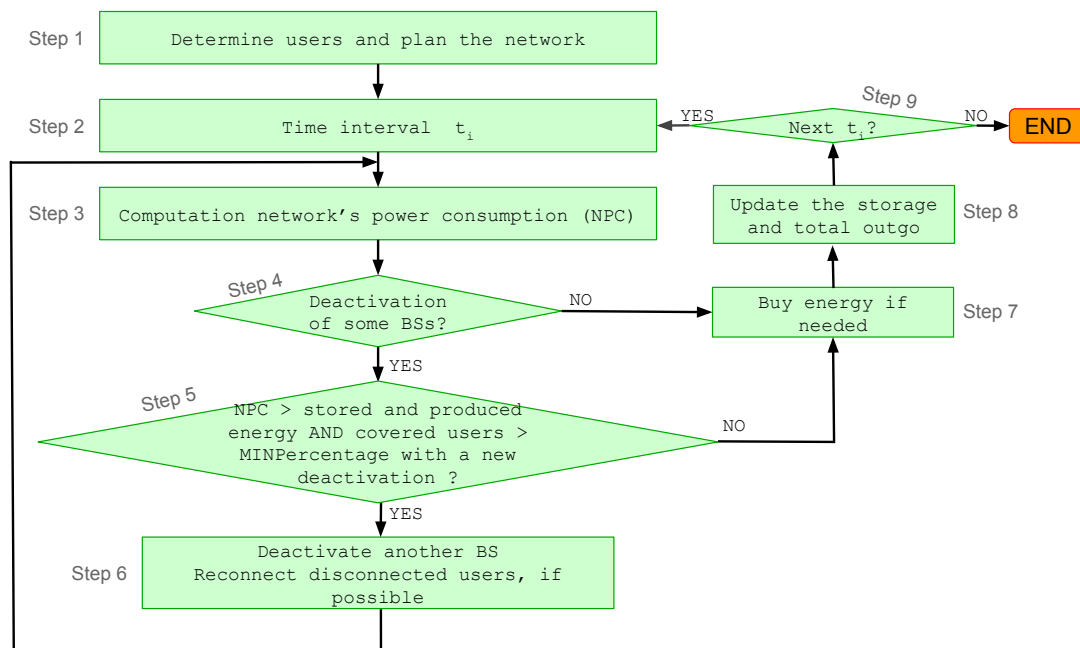 Step 1
Determine users and plan the network
Step 2
Time interval t_i
Step 3
Computation network's power consumption (NPC)
Step 4
Deactivation
of some BSs?
NO
YES
Step 5
NPC > stored and produced
energy AND covered users >
MINPercentage with a new
deactivation ?
NO
YES
Step 6
Deactivate another BS
Reconnect disconnected users, if
possible
Buy energy if
needed
Step 7
Update the storage
and total outgo
Step 8
Step 9
Next t_i?
YES
NO
END